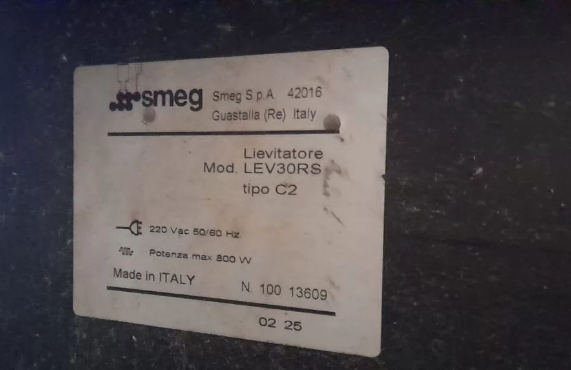 smeg Smeg S.p.A. 42016
Guastalla (Re) Italy
Lievitatore
Mod. LEV30RS
tipo C2
220 Vac 50/60 Hz
Potenza max 800 W
Made in ITALY N. 100 13609
02 25